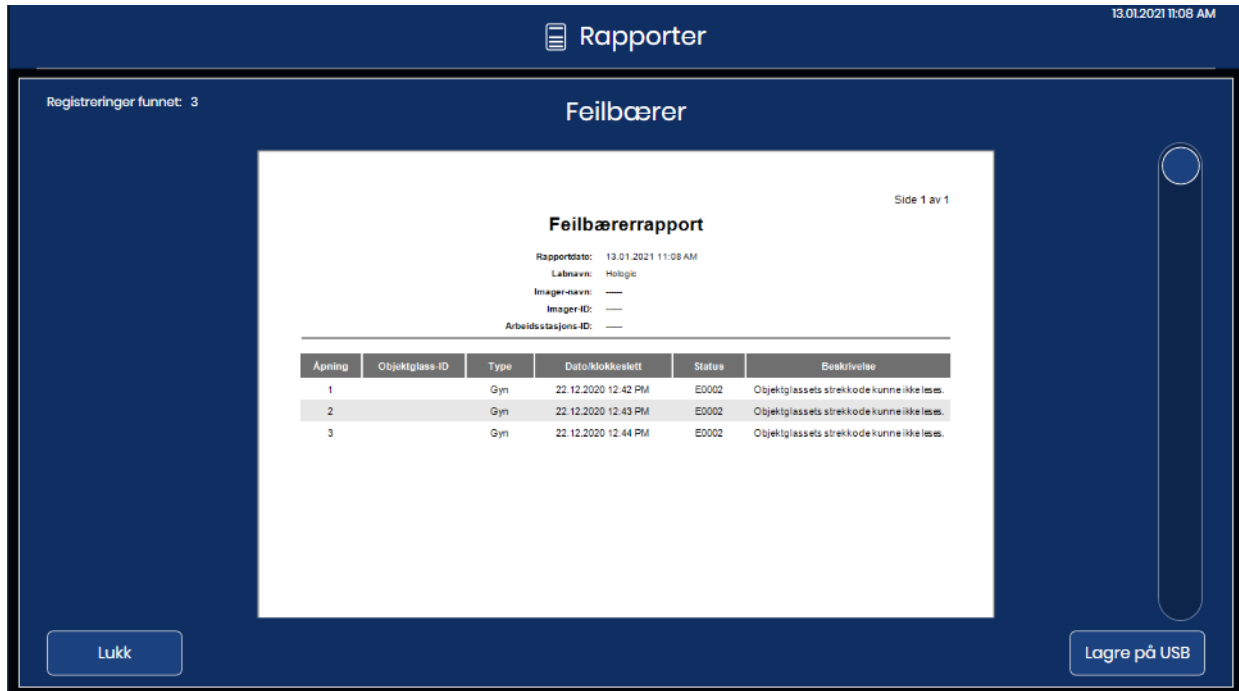 13.01.2021 11:08 AM
Rapporter
Registreringer funnet: 3
Feilbærer
Side 1 av 1
Feilbærerrapport
Rapportdato: 13.01.2021 11:08 AM
Labnavn: Hologic
Imager-navn: -----
Imager-ID: -----
Arbeidsstasjons-ID: -----
Åpning Objektglass-ID Type Dato/klokkeslett Status Beskrivelse
1 Gyn 22.12.2020 12:42 PM E0002 Objektglassets strekkode kunne ikke leses.
2 Gyn 22.12.2020 12:43 PM E0002 Objektglassets strekkode kunne ikke leses.
3 Gyn 22.12.2020 12:44 PM E0002 Objektglassets strekkode kunne ikke leses.
Lukk
Lagre på USB